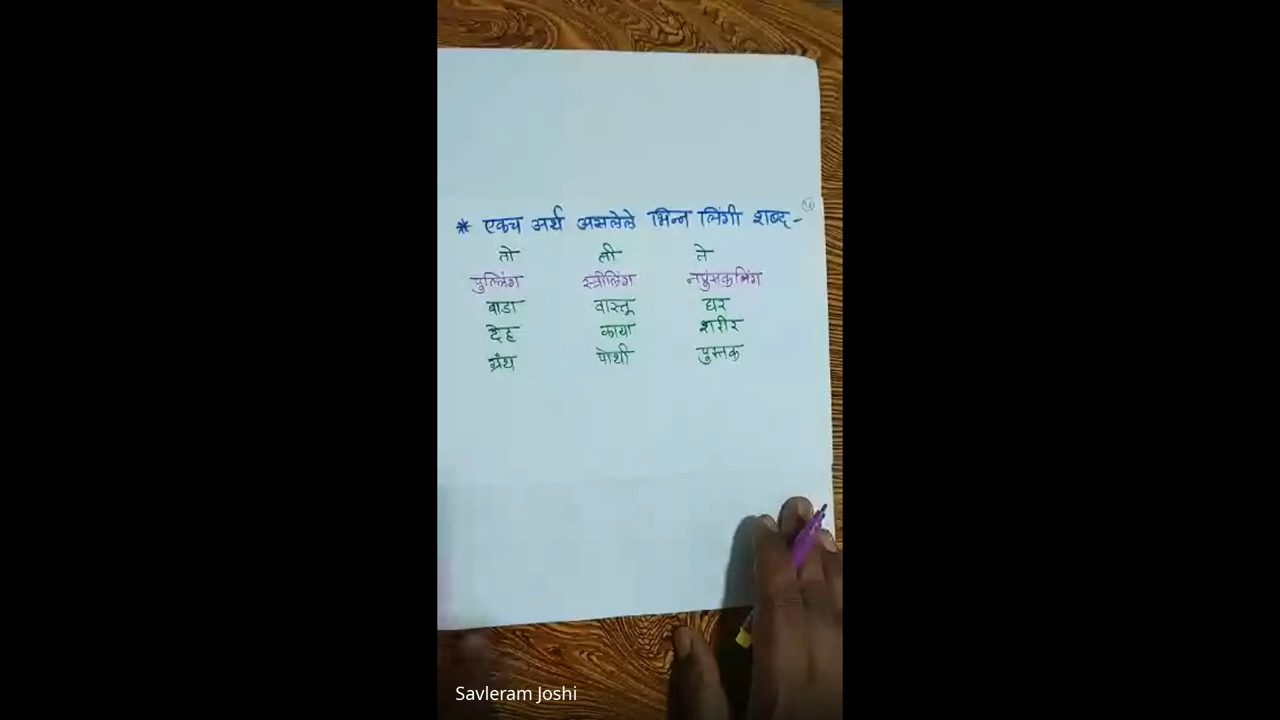 * एकच अर्थ असलेले भिन्न लिंगी शब्द -
तो ती ते
पुल्लिंग स्त्रीलिंग नपुंसकलिंग
वाडा वास्तू घर
देह काया शरीर
ग्रंथ पोथी पुस्तक
Savleram Joshi